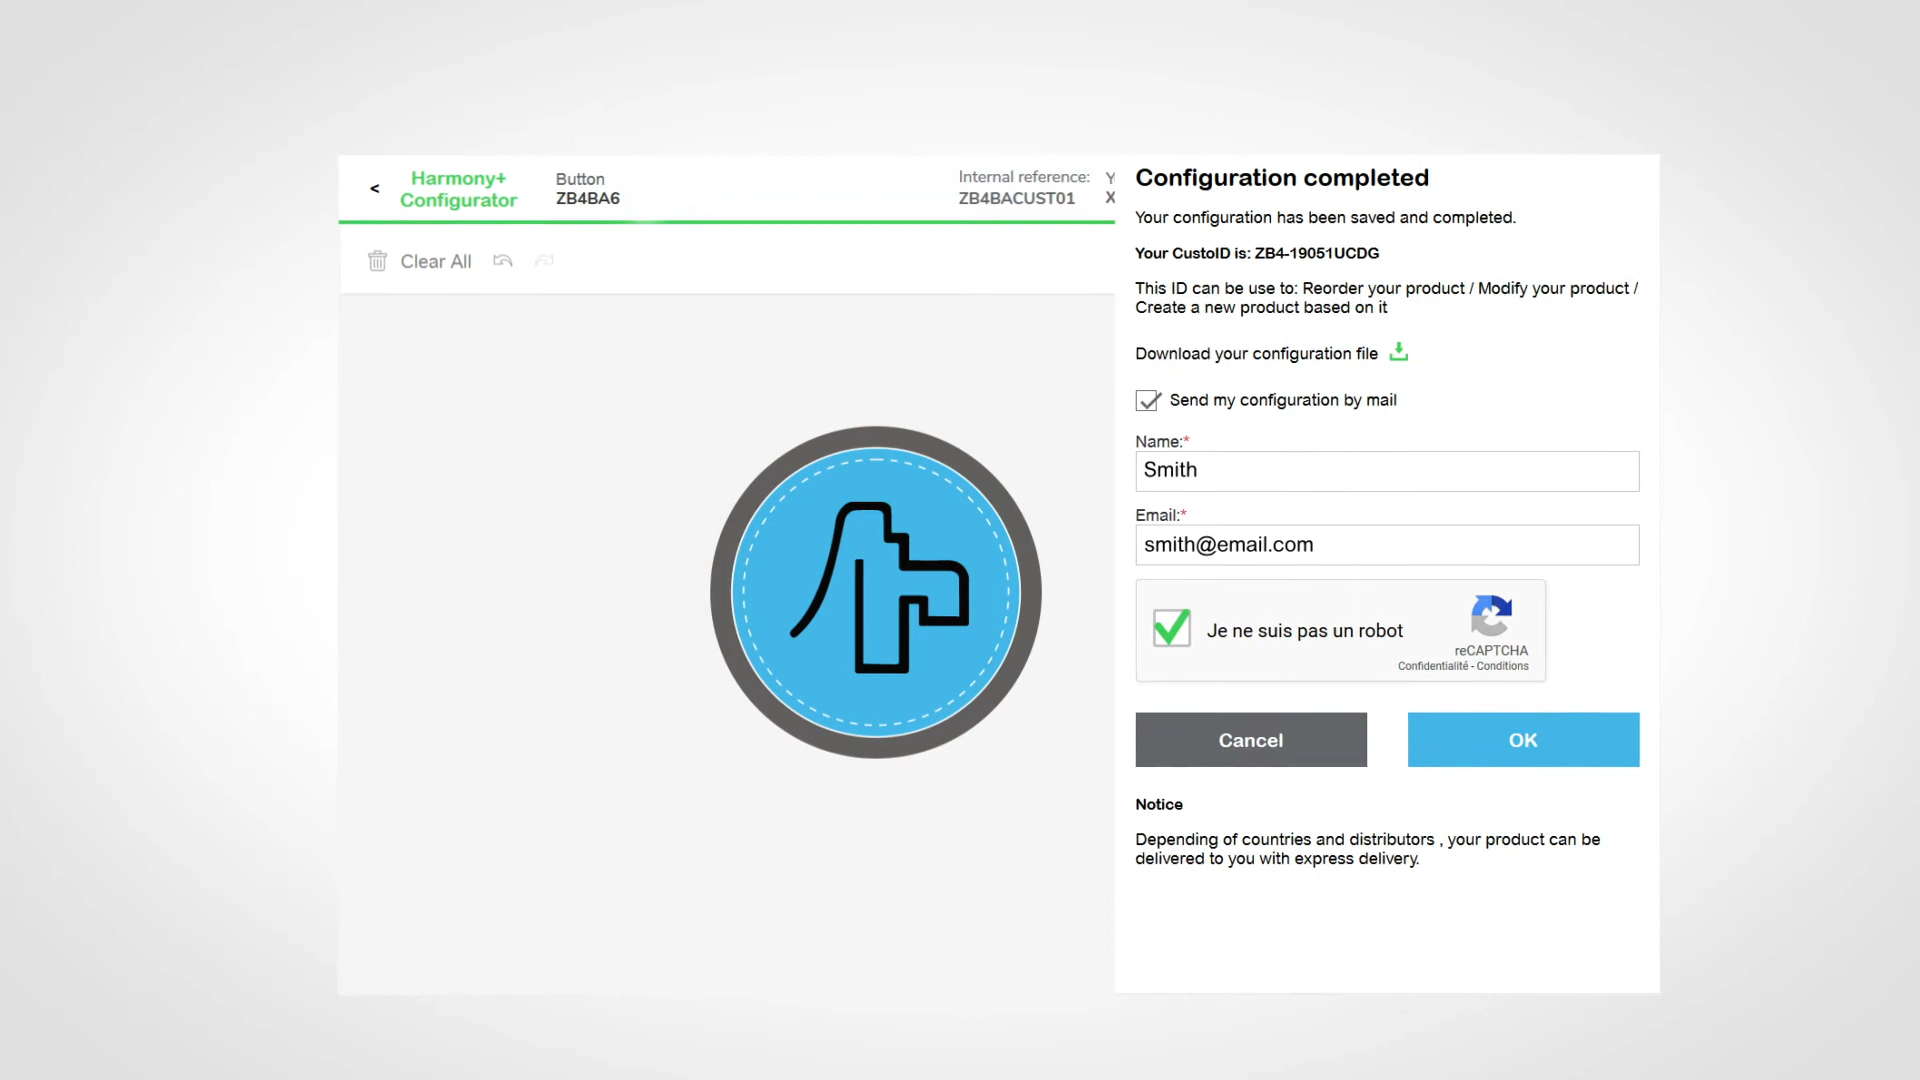 <
Harmony+
Configurator
Button
ZB4BA6
Internal reference:
ZB4BACUST01
Clear All
Configuration completed
Your configuration has been saved and completed.
Your CustoID is: ZB4-19051UCDG
This ID can be use to: Reorder your product / Modify your product /
Create a new product based on it
Download your configuration file
Send my configuration by mail
Name:*
Smith
Email:*
smith@email.com
Je ne suis pas un robot
reCAPTCHA
Confidentialité - Conditions
Cancel
OK
Notice
Depending of countries and distributors , your product can be
delivered to you with express delivery.